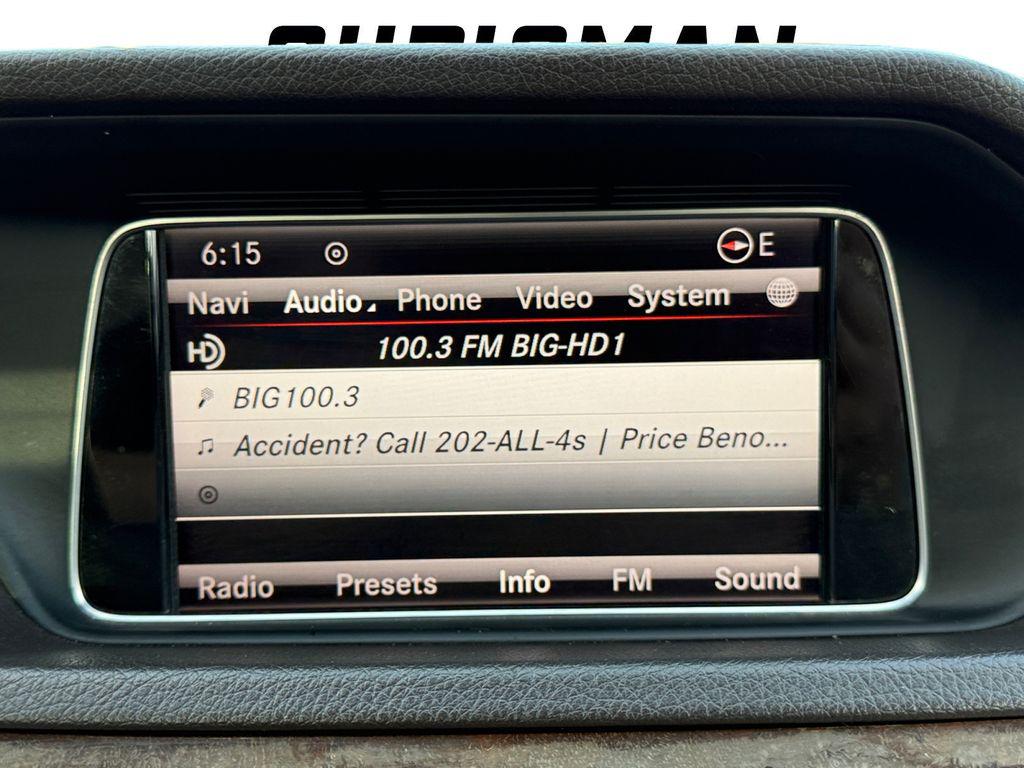 6:15 E
Navi Audio Phone Video System
HD 100.3 FM BIG-HD1
BIG100.3
Accident? Call 202-ALL-4s | Price Beno...
Radio Presets Info FM Sound